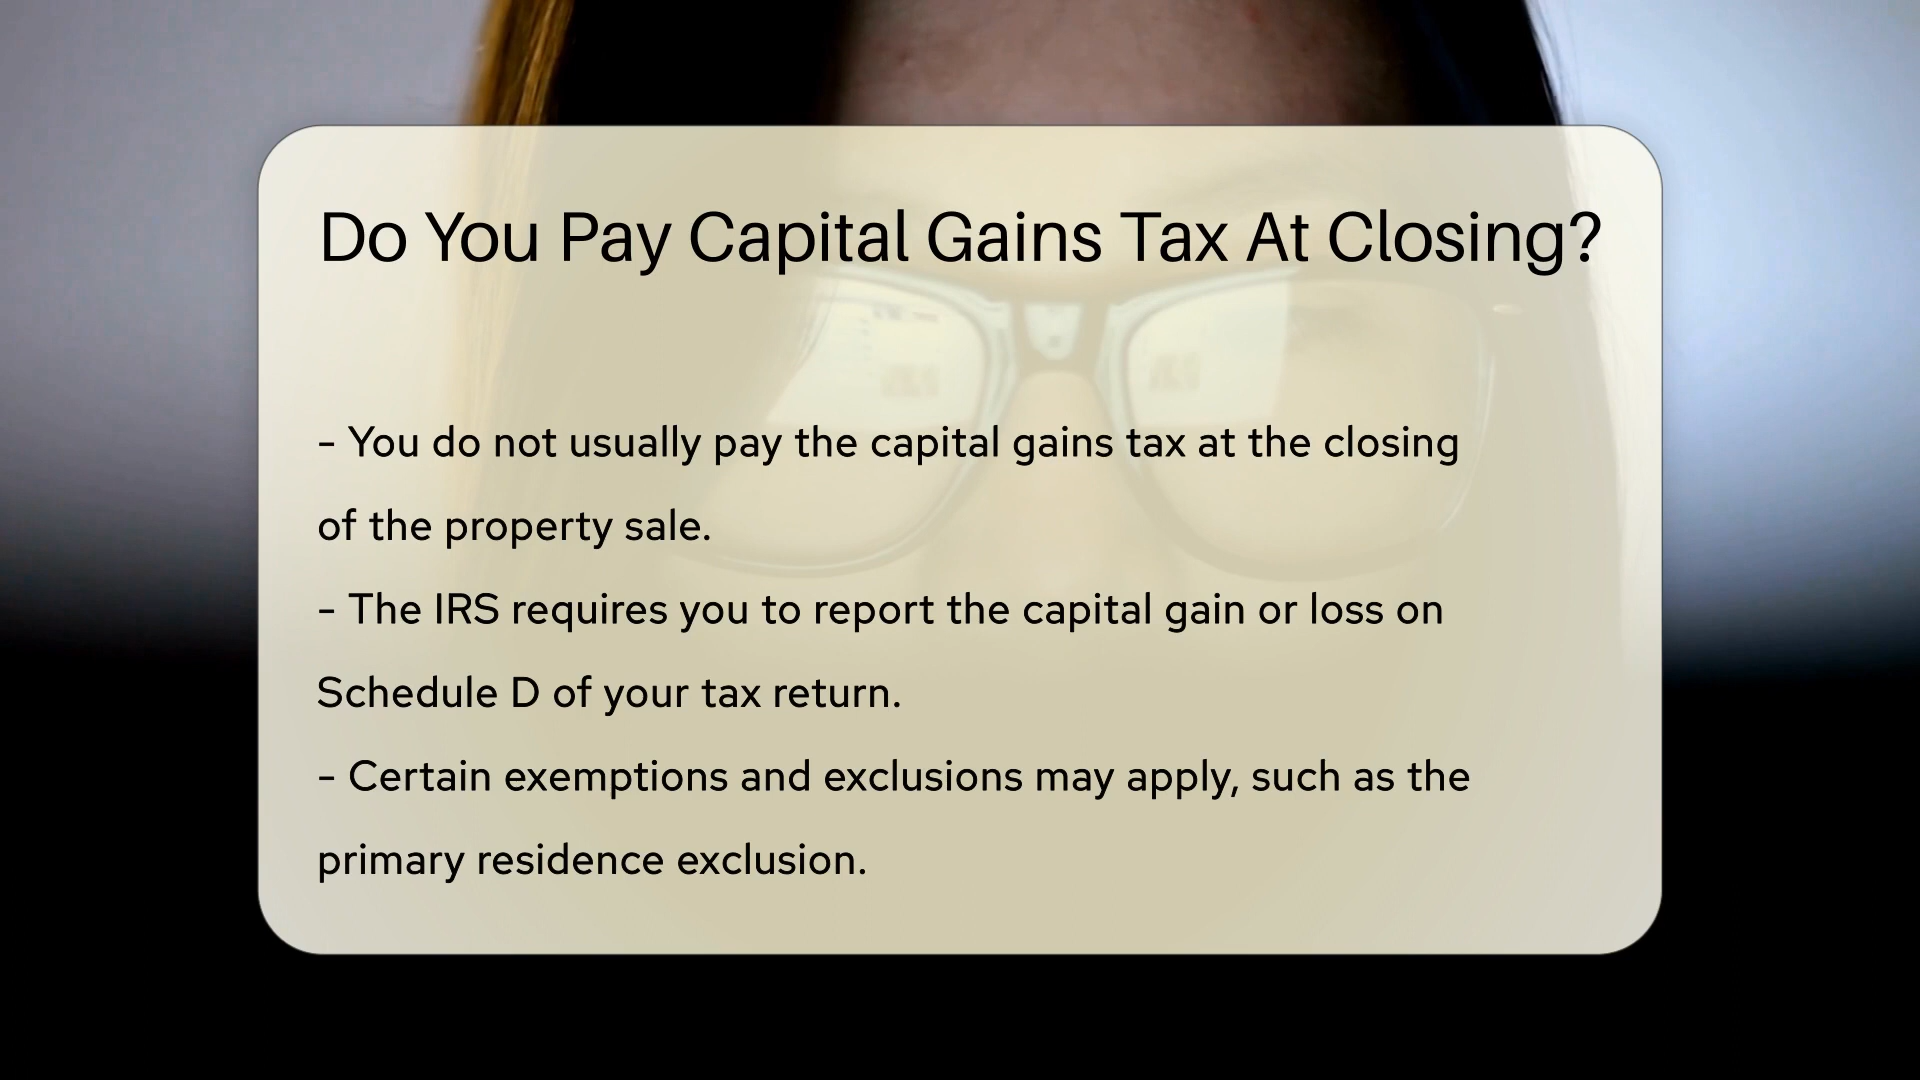 Do You Pay Capital Gains Tax At Closing?
- You do not usually pay the capital gains tax at the closing
of the property sale.
- The IRS requires you to report the capital gain or loss on
Schedule D of your tax return.
- Certain exemptions and exclusions may apply, such as the
primary residence exclusion.